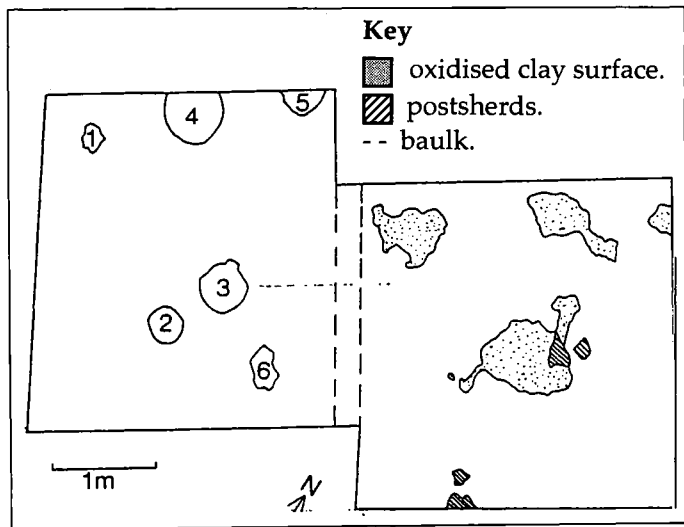 Key
oxidised clay surface.
postsherds.
-- baulk.
1
4
5
3
2
6
1m
N